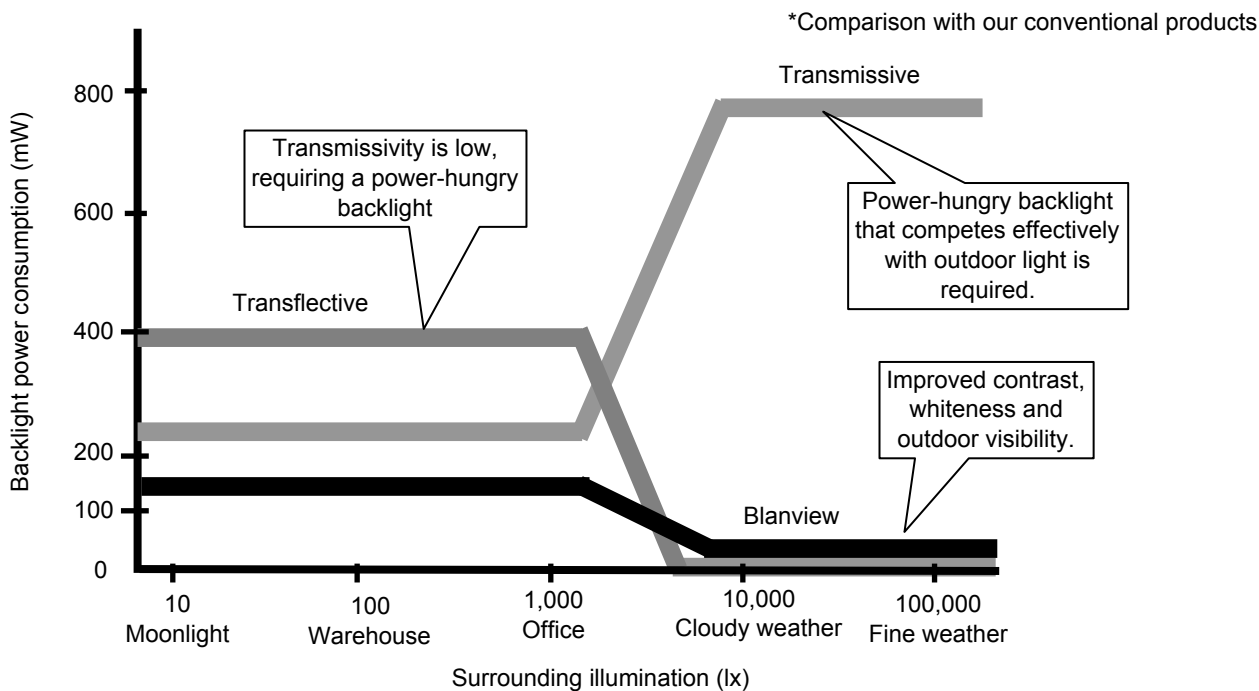 *Comparison with our conventional products
Transmissive
Backlight power consumption (mW)
800
600
400
200
100
0
Transmissivity is low,
requiring a power-hungry
backlight
Power-hungry backlight
that competes effectively
with outdoor light is
required.
Transflective
Improved contrast,
whiteness and
outdoor visibility.
Blanview
10
Moonlight
100
Warehouse
1,000
Office
10,000
Cloudy weather
100,000
Fine weather
Surrounding illumination (lx)